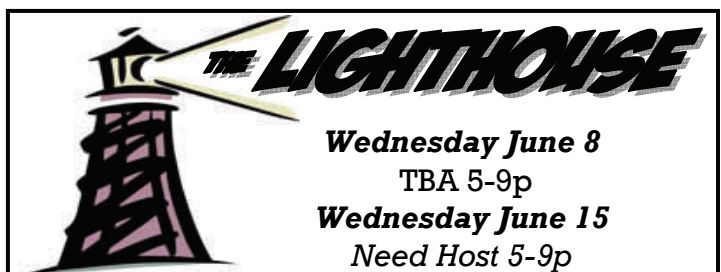 THE LIGHTHOUSE
Wednesday June 8
TBA 5-9p
Wednesday June 15
Need Host 5-9p